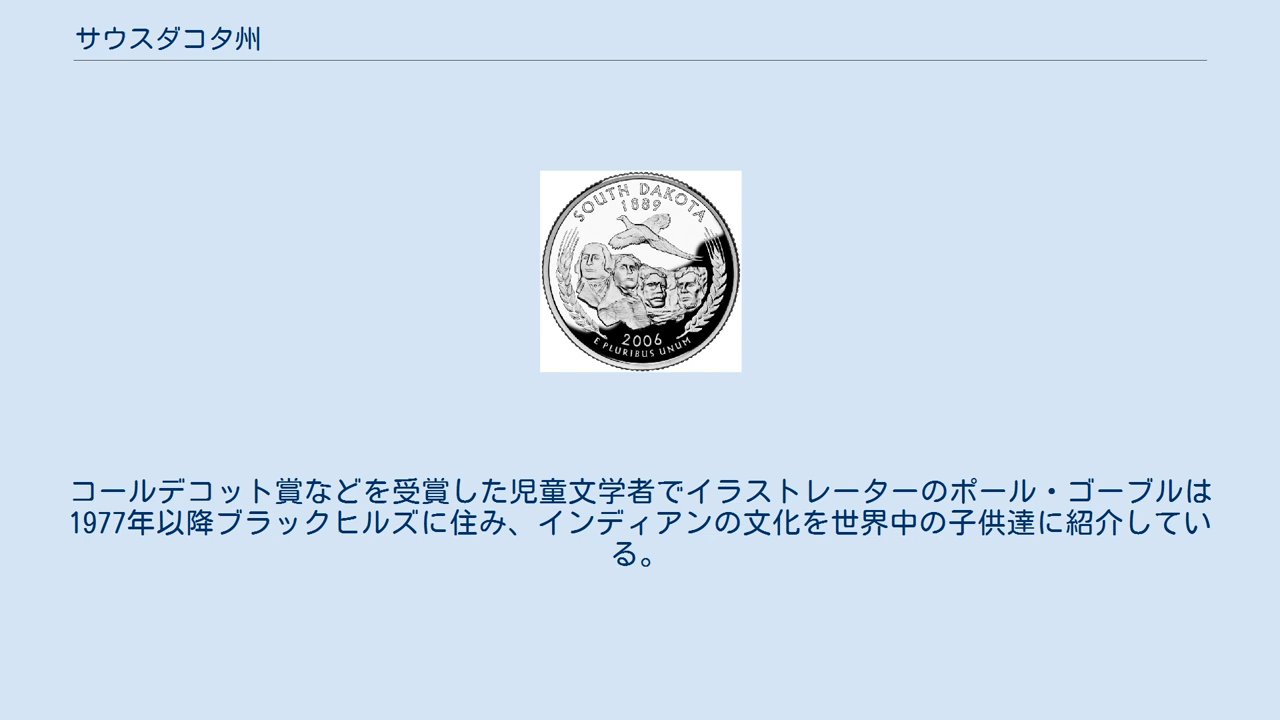 サウスダコタ州
SOUTH DAKOTA
1889
2006
E PLURIBUS UNUM
コールデコット賞などを受賞した児童文学者でイラストレーターのポール・ゴーブルは
1977年以降ブラックヒルズに住み、インディアンの文化を世界中の子供達に紹介してい
る。